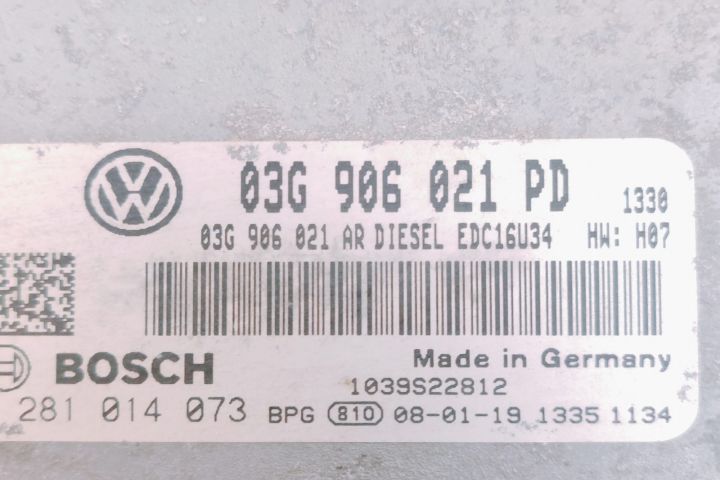 03G 906 021 PD 1330
03G 906 021 AR DIESEL EDC16U34 HW: H07
BOSCH
Made in Germany
1039S22812
281 014 073 BPG 810 08-01-19 1335 1134